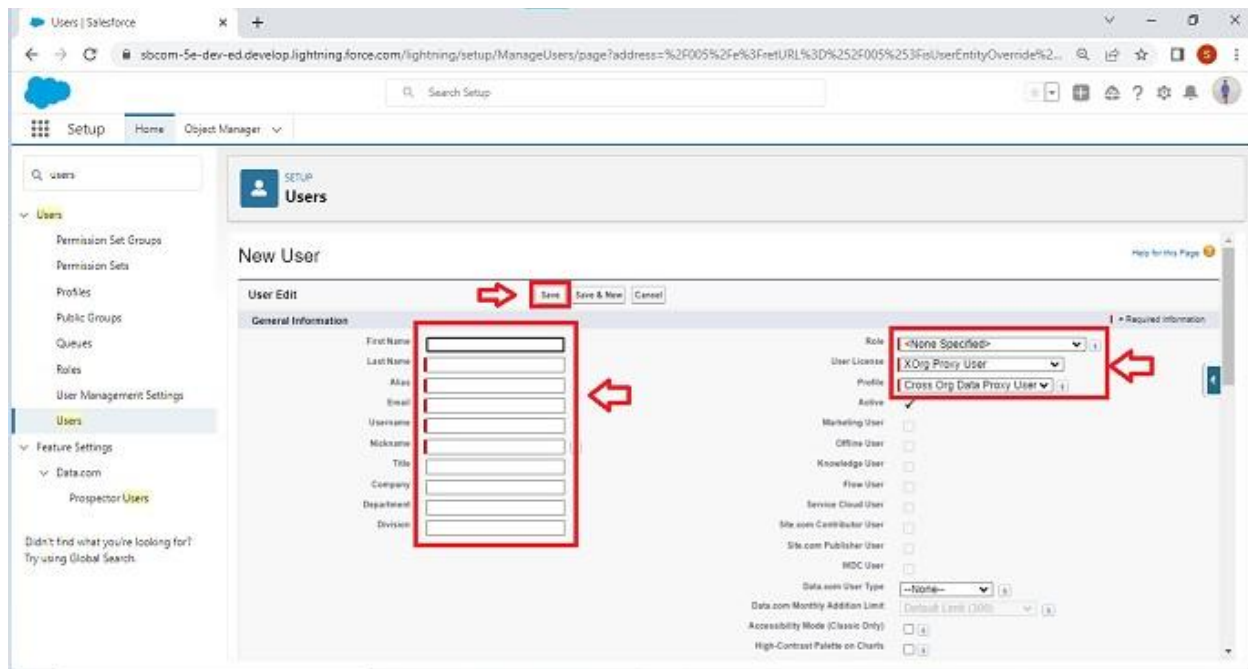 Users | Salesforce
sbcom-5e-dev-ed.develop.lightning.force.com/lightning/setup/ManageUsers/page?address=%2F005%2Fe%3FretURL%3D%252F005%253FisUserEntityOverride%2...
S
Search Setup
Setup
Home
Object Manager
users
SETUP
Users
Users
Permission Set Groups
Permission Sets
Profiles
Public Groups
Queues
Roles
User Management Settings
Users
Feature Settings
Data.com
Prospector Users
Didn't find what you're looking for?
Try using Global Search.
New User
Help for this Page
User Edit
Save
Save & New
Cancel
General Information
= Required Information
First Name
Last Name
Alias
Email
Username
Nickname
Title
Company
Department
Division
Role <None Specified>
User License XOrg Proxy User
Profile Cross Org Data Proxy User
Active
Marketing User
Offline User
Knowledge User
Flow User
Service Cloud User
Site.com Contributor User
Site.com Publisher User
WDC User
Data.com User Type --None--
Data.com Monthly Addition Limit Default Limit (300)
Accessibility Mode (Classic Only)
High-Contrast Palette on Charts